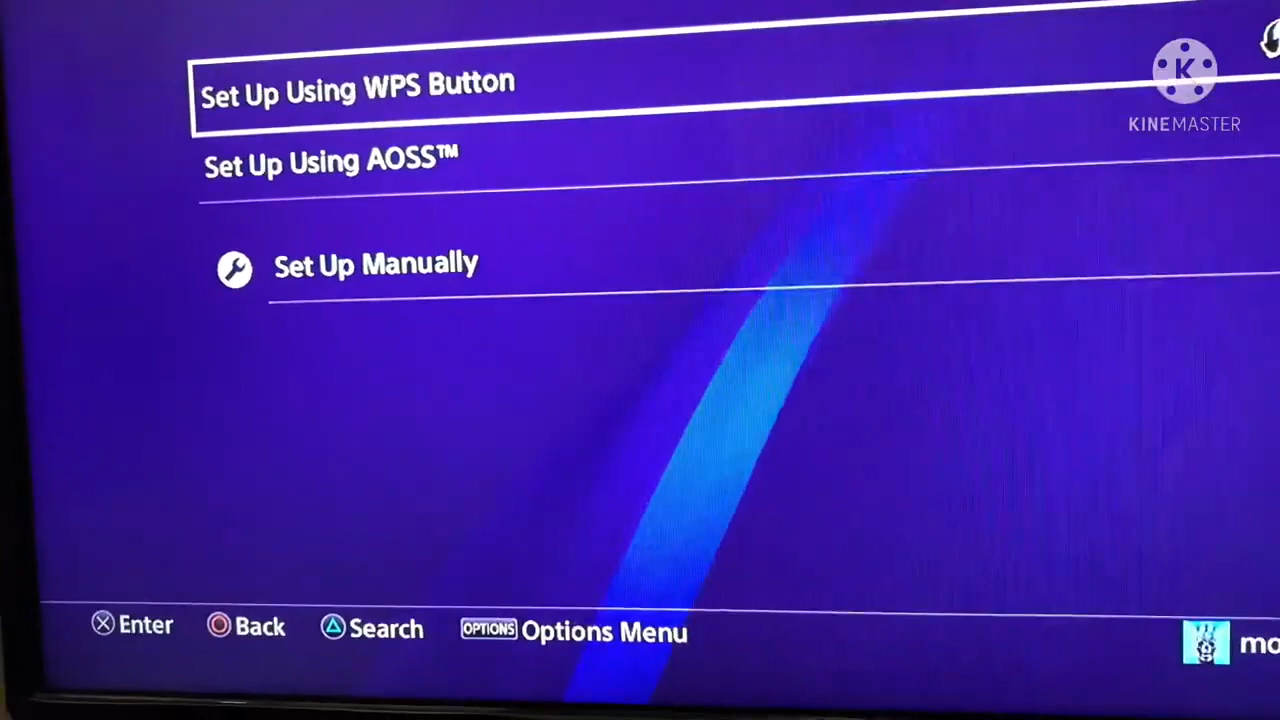 Set Up Using WPS Button
K
KINEMASTER
Set Up Using AOSS™
Set Up Manually
Enter
Back
Search
OPTIONS Options Menu
mo